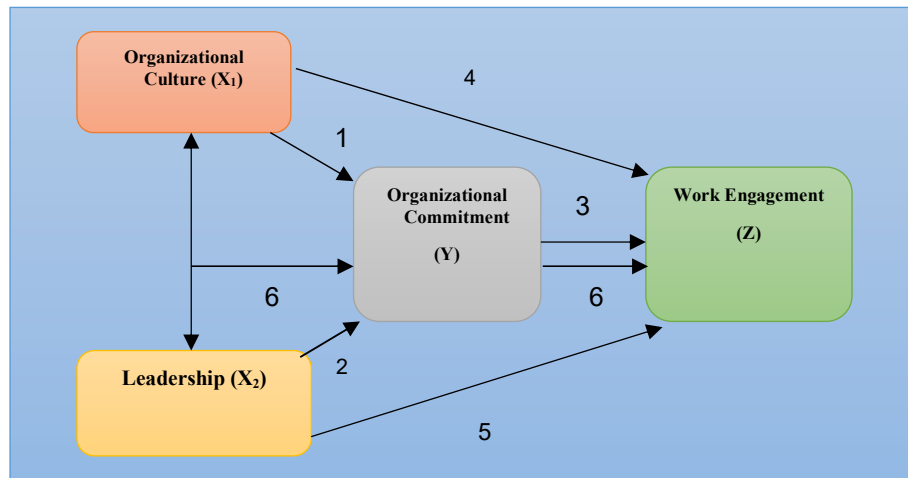 Organizational
Culture (X₁)
4
1
Organizational
Commitment
(Y)
3
Work Engagement
(Z)
6
6
Leadership (X₂)
2
5